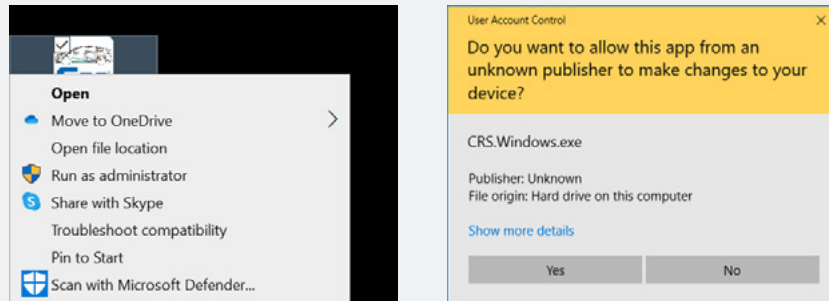 Open
Move to OneDrive
Open file location
Run as administrator
Share with Skype
Troubleshoot compatibility
Pin to Start
Scan with Microsoft Defender...
User Account Control
Do you want to allow this app from an
unknown publisher to make changes to your
device?
CRS.Windows.exe
Publisher: Unknown
File origin: Hard drive on this computer
Show more details
Yes
No